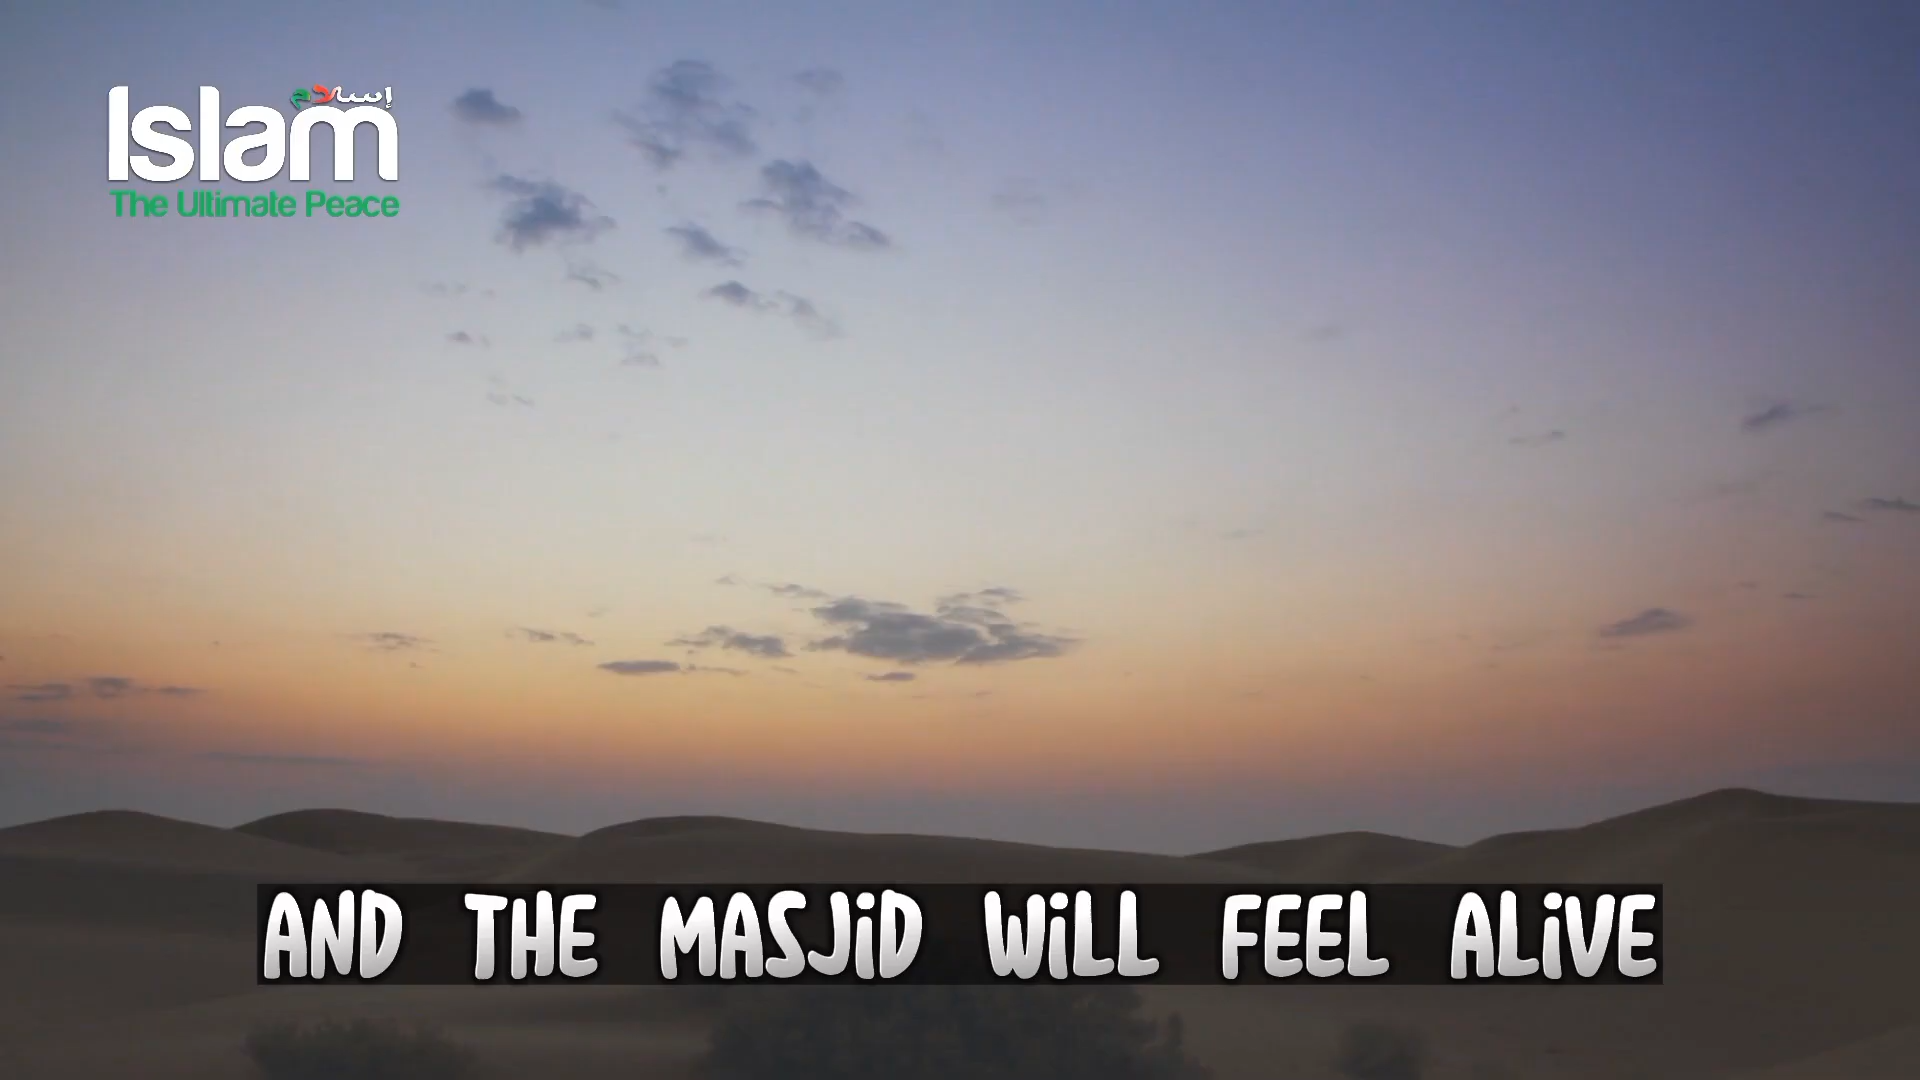 إسلام
Islam
The Ultimate Peace
AND THE MASJID WILL FEEL ALIVE